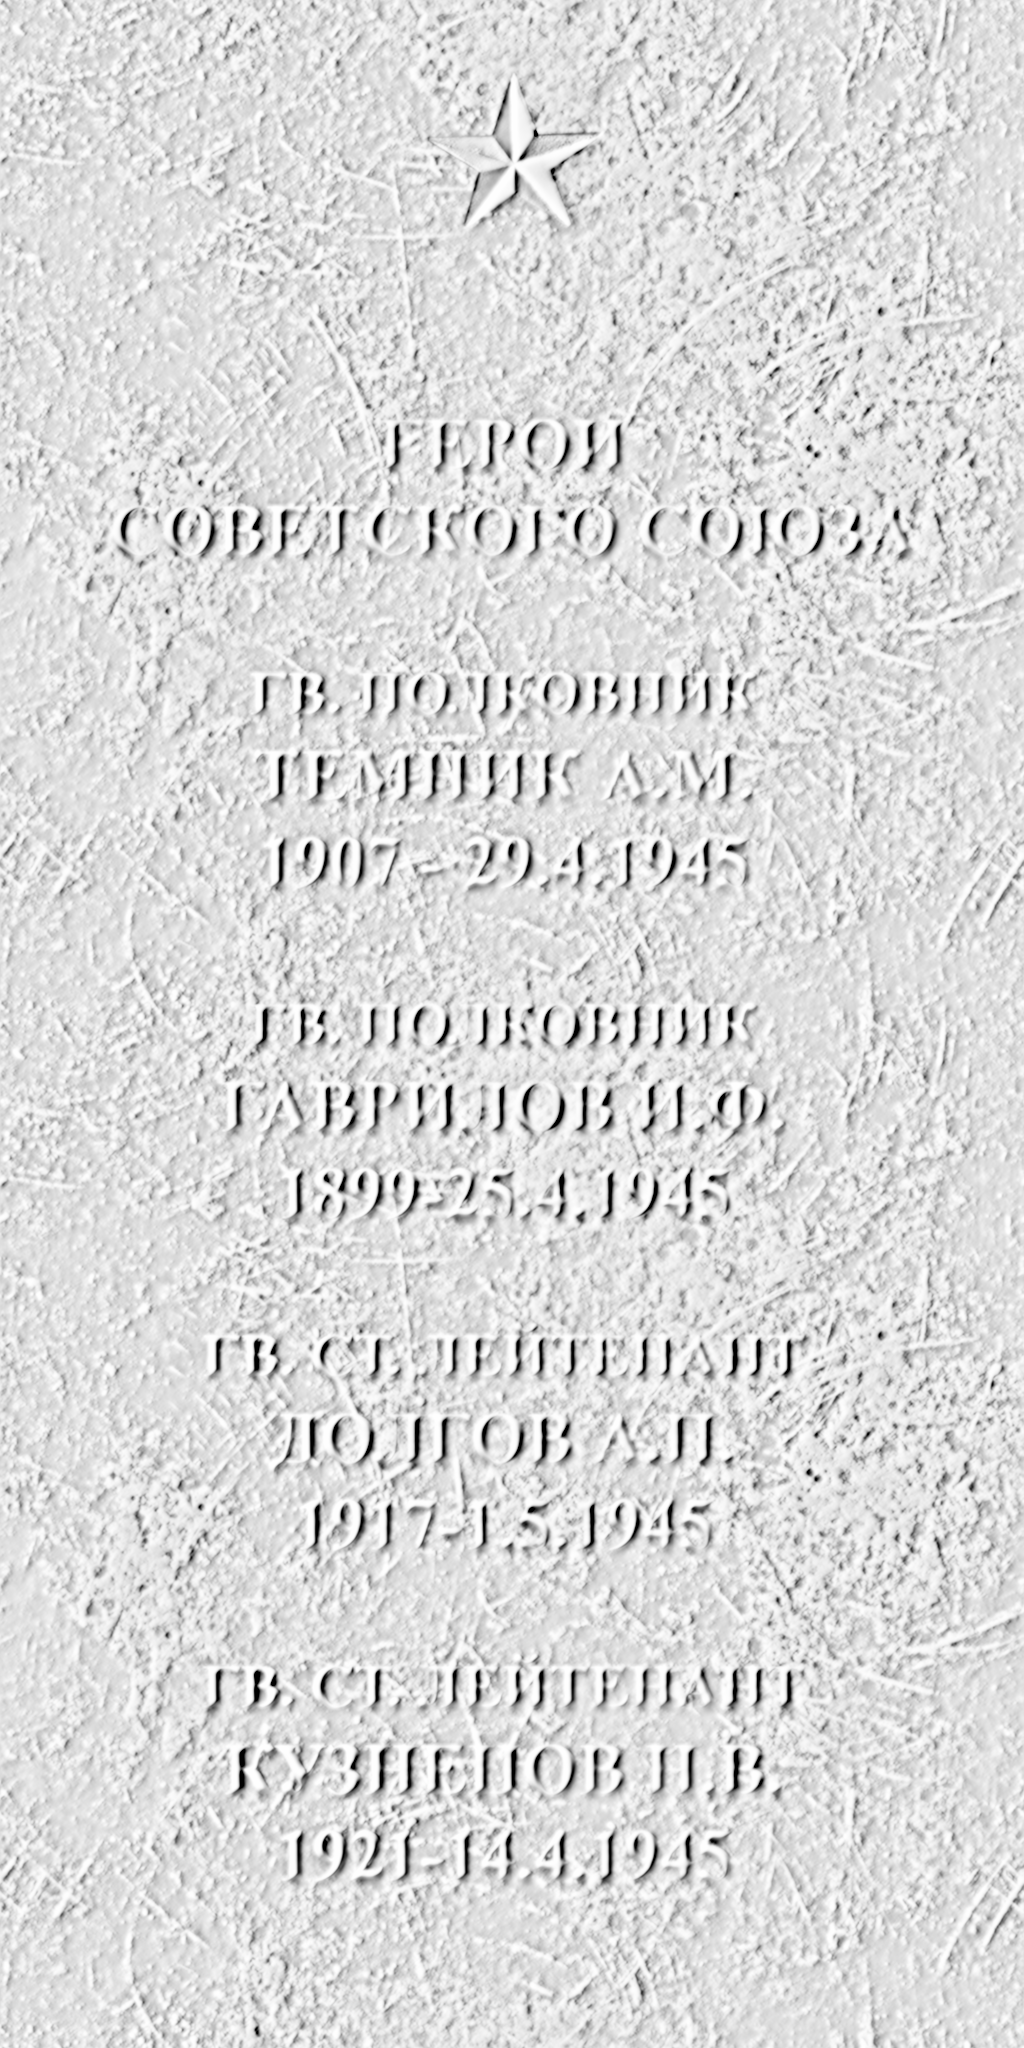 ГЕРОИ
СОВЕТСКОГО СОЮЗА
ГВ. ПОЛКОВНИК
ТЕМНИК А.М.
1907 – 29.4.1945
ГВ. ПОЛКОВНИК
ГАВРИЛОВ И.Ф.
1899-25.4.1945
ГВ. СТ. ЛЕЙТЕНАНТ
ДОЛГОВ А.П.
1917-1.5.1945
ГВ. СТ. ЛЕЙТЕНАНТ
КУЗНЕЦОВ П.В.
1921-14.4.1945